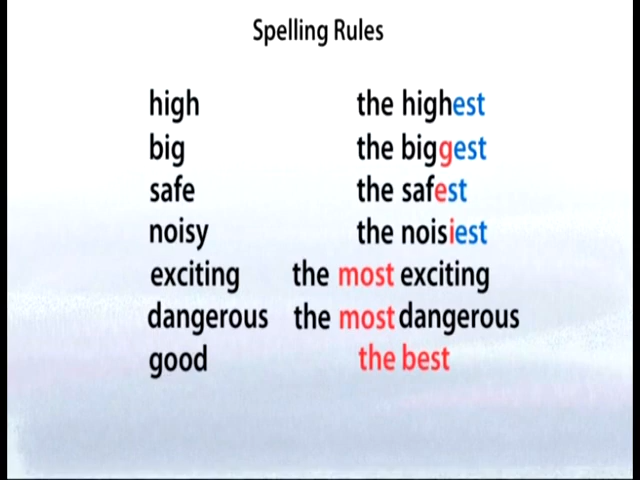 Spelling Rules
high the highest
big the biggest
safe the safest
noisy the noisiest
exciting the most exciting
dangerous the most dangerous
good the best